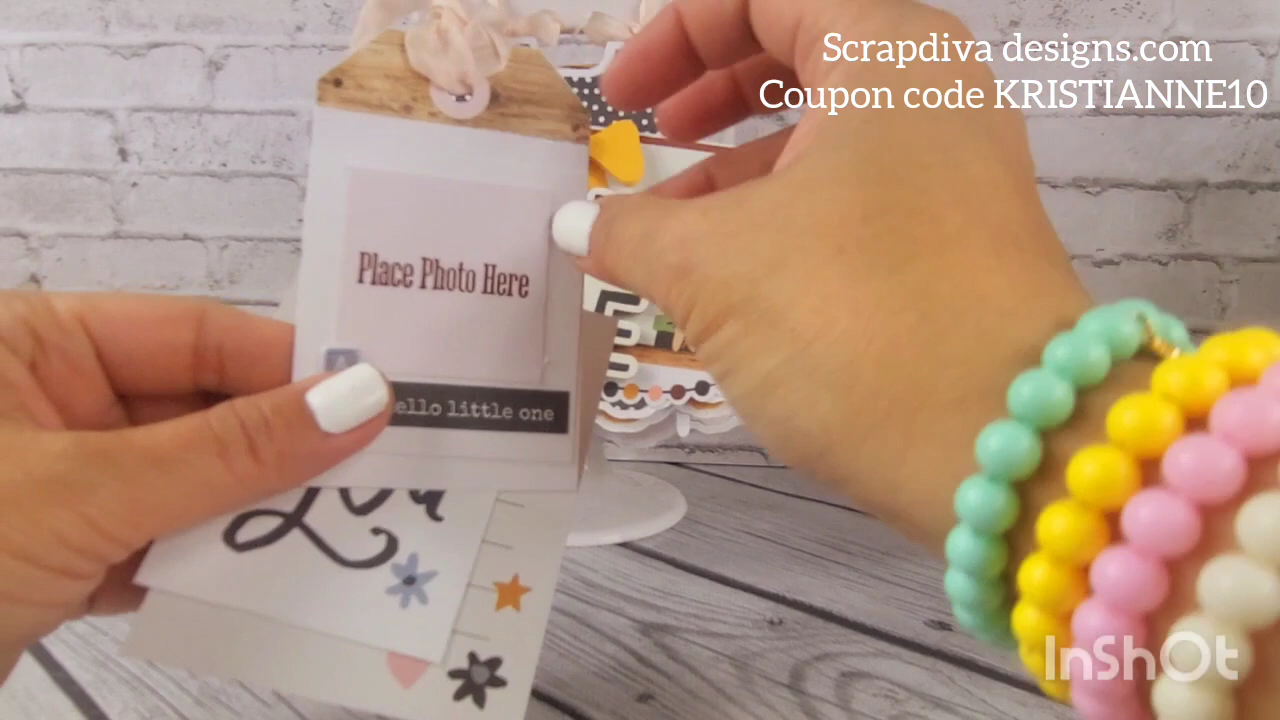 Scrapdiva designs.com
Coupon code KRISTIANNE10
Place Photo Here
ello little one
InShOt